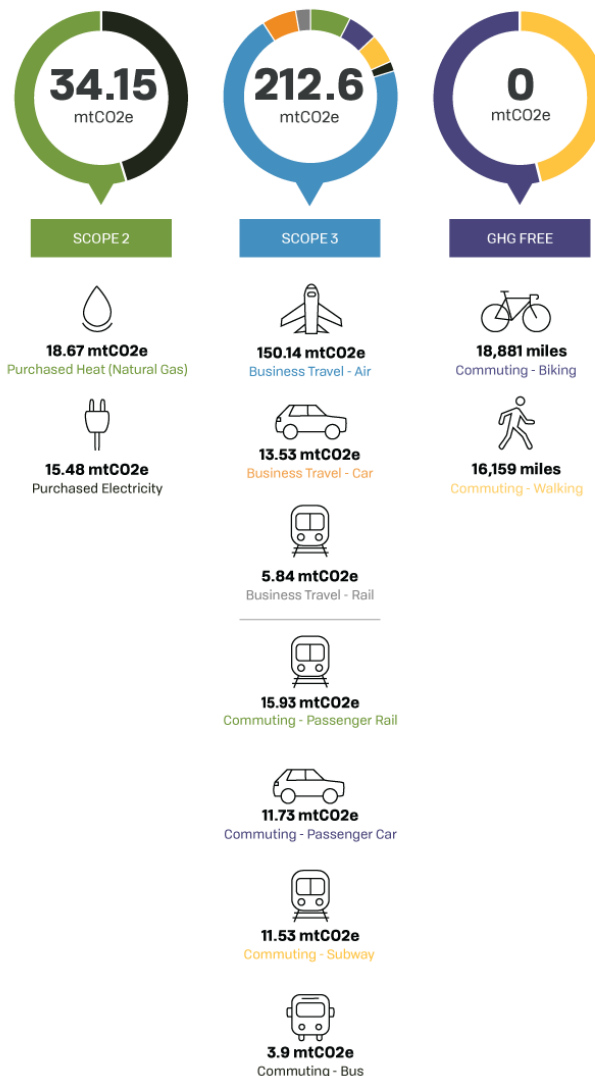 34.15
mtCO2e
SCOPE 2
18.67 mtCO2e
Purchased Heat (Natural Gas)
15.48 mtCO2e
Purchased Electricity
212.6
mtCO2e
SCOPE 3
150.14 mtCO2e
Business Travel - Air
13.53 mtCO2e
Business Travel - Car
5.84 mtCO2e
Business Travel - Rail
15.93 mtCO2e
Commuting - Passenger Rail
11.73 mtCO2e
Commuting - Passenger Car
11.53 mtCO2e
Commuting - Subway
3.9 mtCO2e
Commuting - Bus
0
mtCO2e
GHG FREE
18,881 miles
Commuting - Biking
16,159 miles
Commuting - Walking